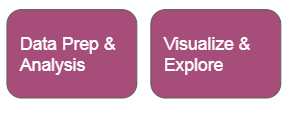 Data Prep &
Analysis
Visualize &
Explore